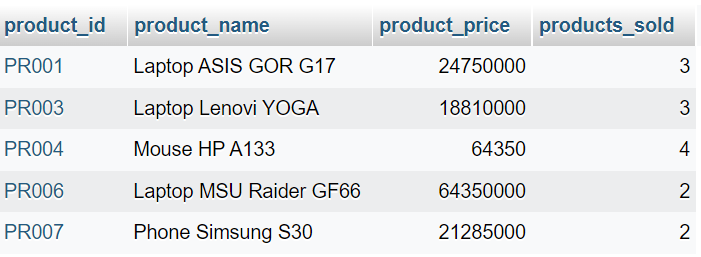 product_id product_name product_price products_sold
PR001 Laptop ASIS GOR G17 24750000 3
PR003 Laptop Lenovi YOGA 18810000 3
PR004 Mouse HP A133 64350 4
PR006 Laptop MSU Raider GF66 64350000 2
PR007 Phone Simsung S30 21285000 2